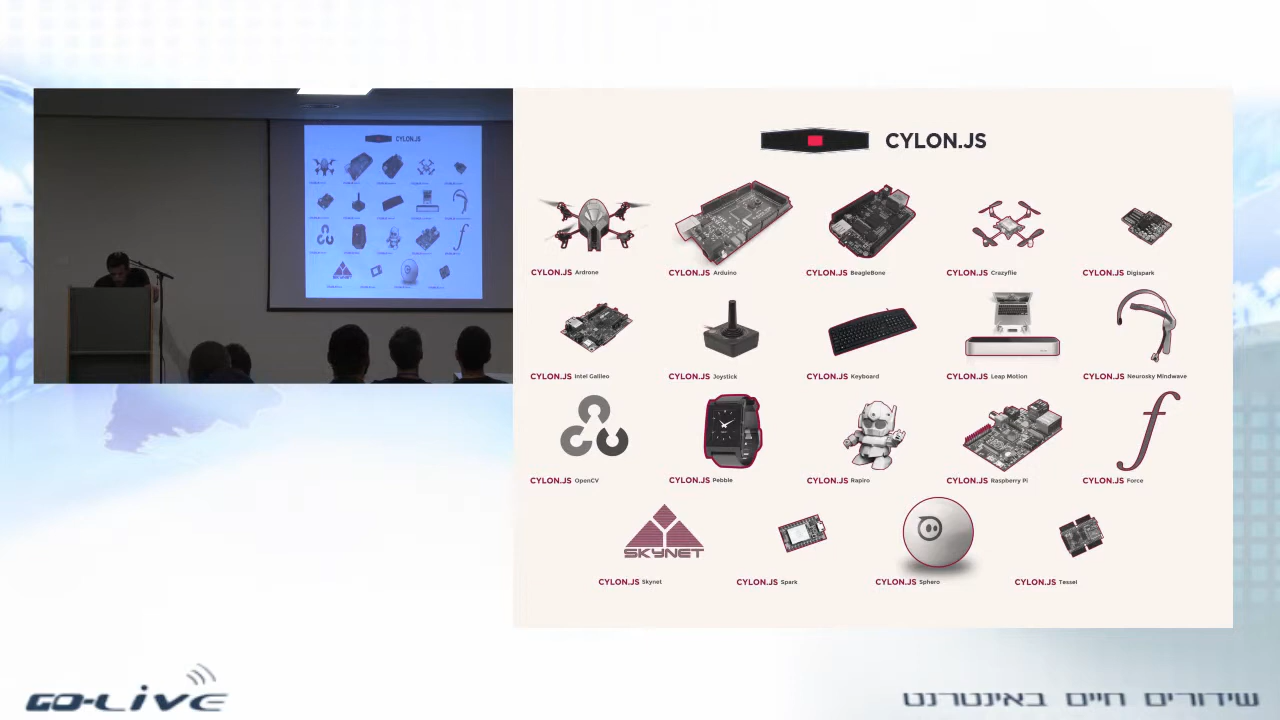 CYLON.JS
CYLON.JS Ardrone
CYLON.JS Arduino
CYLON.JS BeagleBone
CYLON.JS Crazyflie
CYLON.JS Digispark
CYLON.JS Intel Galileo
CYLON.JS Joystick
CYLON.JS Keyboard
CYLON.JS Leap Motion
CYLON.JS Neurosky Mindwave
CYLON.JS OpenCV
CYLON.JS Pebble
CYLON.JS Rapiro
CYLON.JS Raspberry Pi
CYLON.JS Force
SKYNET
CYLON.JS Skynet
CYLON.JS Spark
CYLON.JS Sphero
CYLON.JS Tessel
CYLON.JS
GO-LIVE
שידורים חיים באינטרנט